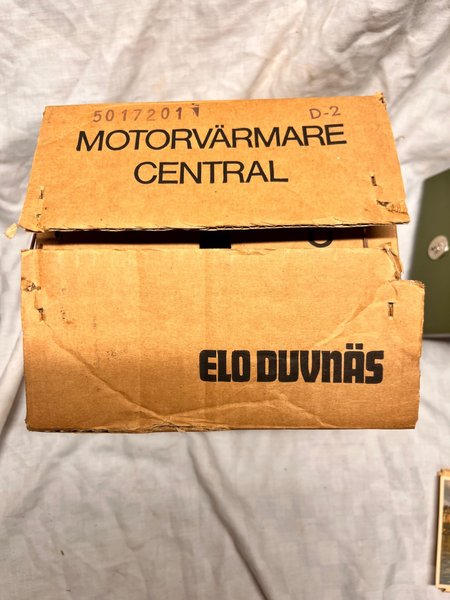 5017201 D-2
MOTORVÄRMARE
CENTRAL
ELO DUVNÄS